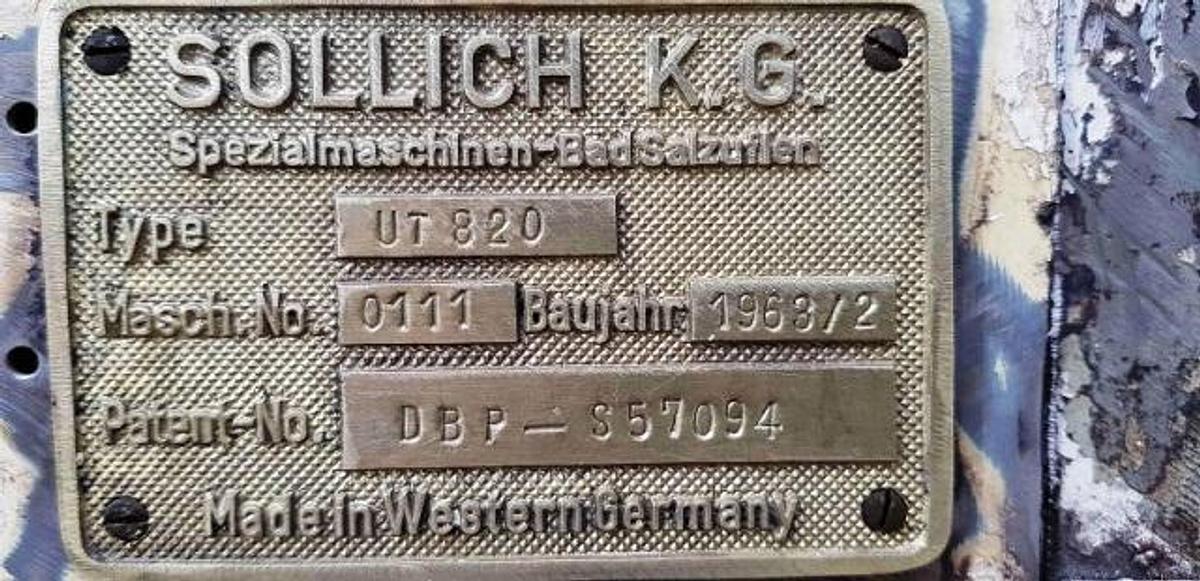 SOLLICH K.G.
Spezialmaschinen-Bad Salzuflen
Type UT 820
Masch. No. 0111 Baujahr: 1963/2
Patent-No. DBP-S57094
Made in Western Germany